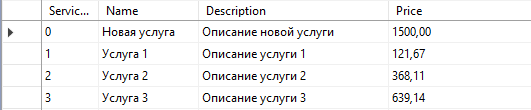 Servic... Name Description Price
0 Новая услуга Описание новой услуги 1500,00
1 Услуга 1 Описание услуги 1 121,67
2 Услуга 2 Описание услуги 2 368,11
3 Услуга 3 Описание услуги 3 639,14